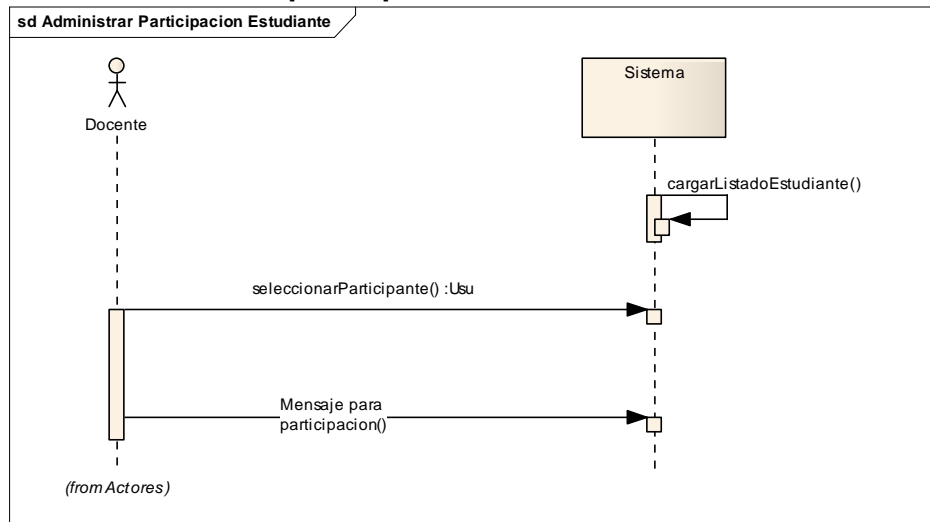 sd Administrar Participacion Estudiante
Docente
Sistema
cargarListadoEstudiante()
seleccionarParticipante() :Usu
Mensaje para
participacion()
(from Actores)